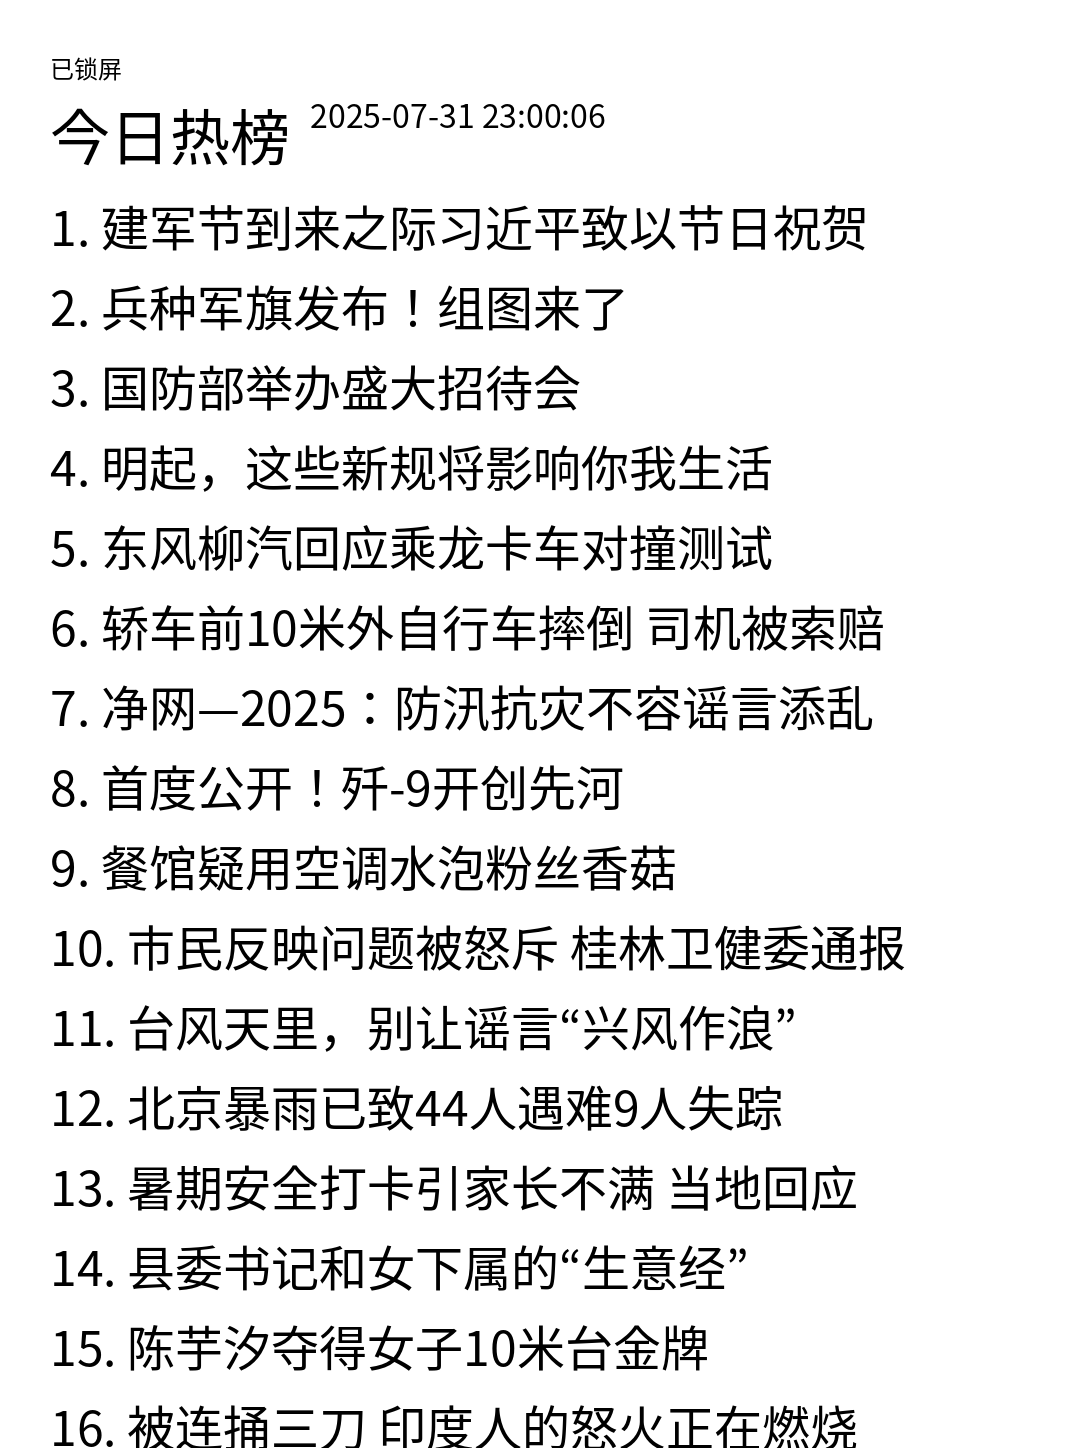 已锁屏
今日热榜 2025-07-31 23:00:06
1. 建军节到来之际习近平致以节日祝贺
2. 兵种军旗发布！组图来了
3. 国防部举办盛大招待会
4. 明起，这些新规将影响你我生活
5. 东风柳汽回应乘龙卡车对撞测试
6. 轿车前10米外自行车摔倒 司机被索赔
7. 净网—2025：防汛抗灾不容谣言添乱
8. 首度公开！歼-9开创先河
9. 餐馆疑用空调水泡粉丝香菇
10. 市民反映问题被怒斥 桂林卫健委通报
11. 台风天里，别让谣言“兴风作浪”
12. 北京暴雨已致44人遇难9人失踪
13. 暑期安全打卡引家长不满 当地回应
14. 县委书记和女下属的“生意经”
15. 陈芋汐夺得女子10米台金牌
16. 被连捅三刀 印度人的怒火正在燃烧